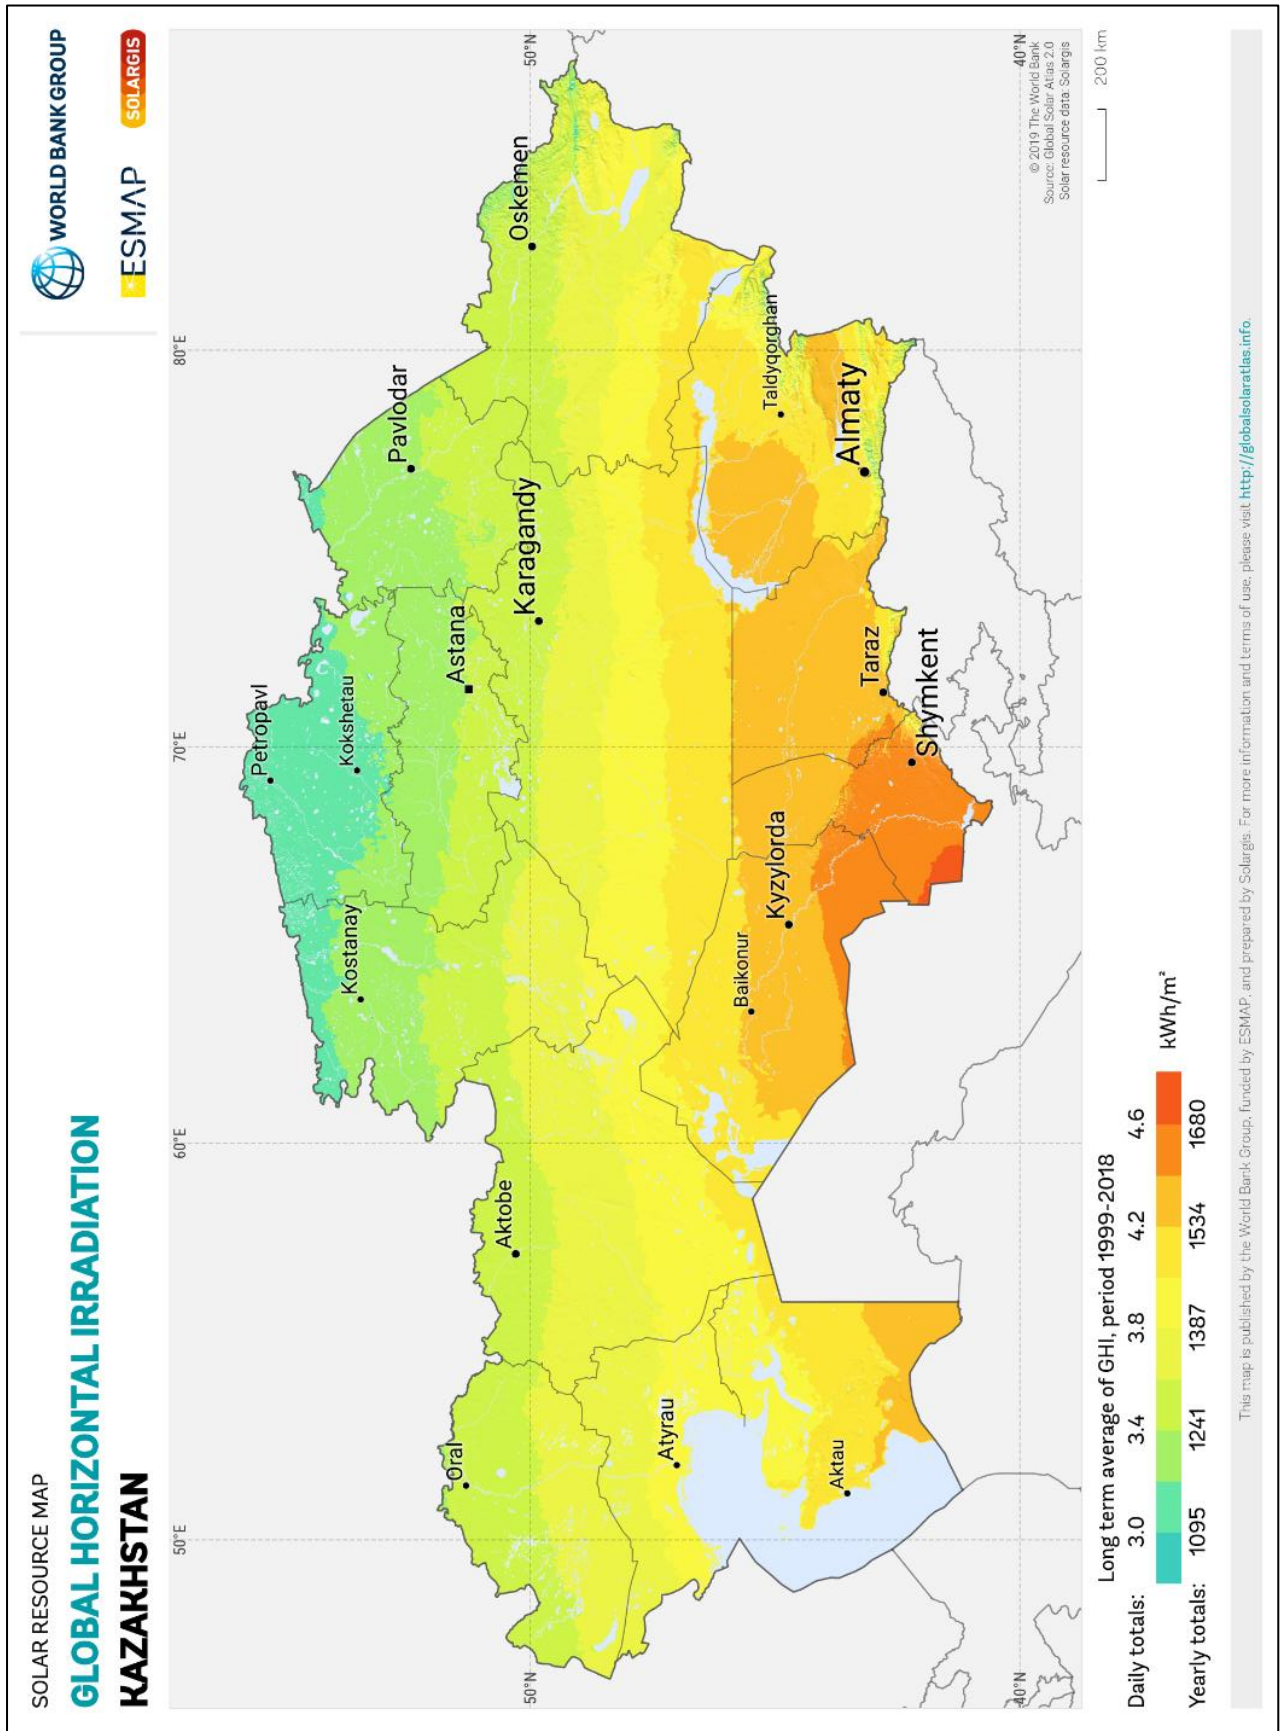 SOLAR RESOURCE MAP
GLOBAL HORIZONTAL IRRADIATION
KAZAKHSTAN
WORLD BANK GROUP
ESMAP
SOLARGIS
50°E
60°E
70°E
80°E
50°N
50°N
40°N
40°N
Petropavl
Kokshetau
Kostanay
Pavlodar
Astana
Oral
Aktobe
Karagandy
Oskemen
Atyrau
Baikonur
Kyzylorda
Taldyqorghan
Aktau
Almaty
Taraz
Shymkent
© 2019 The World Bank
Source: Global Solar Atlas 2.0
Solar resource data: Solargis
200 km
Long term average of GHI, period 1999-2018
Daily totals: 3.0 3.4 3.8 4.2 4.6
kWh/m²
Yearly totals: 1095 1241 1387 1534 1680
This map is published by the World Bank Group, funded by ESMAP, and prepared by Solargis. For more information and terms of use, please visit http://globalsolaratlas.info.